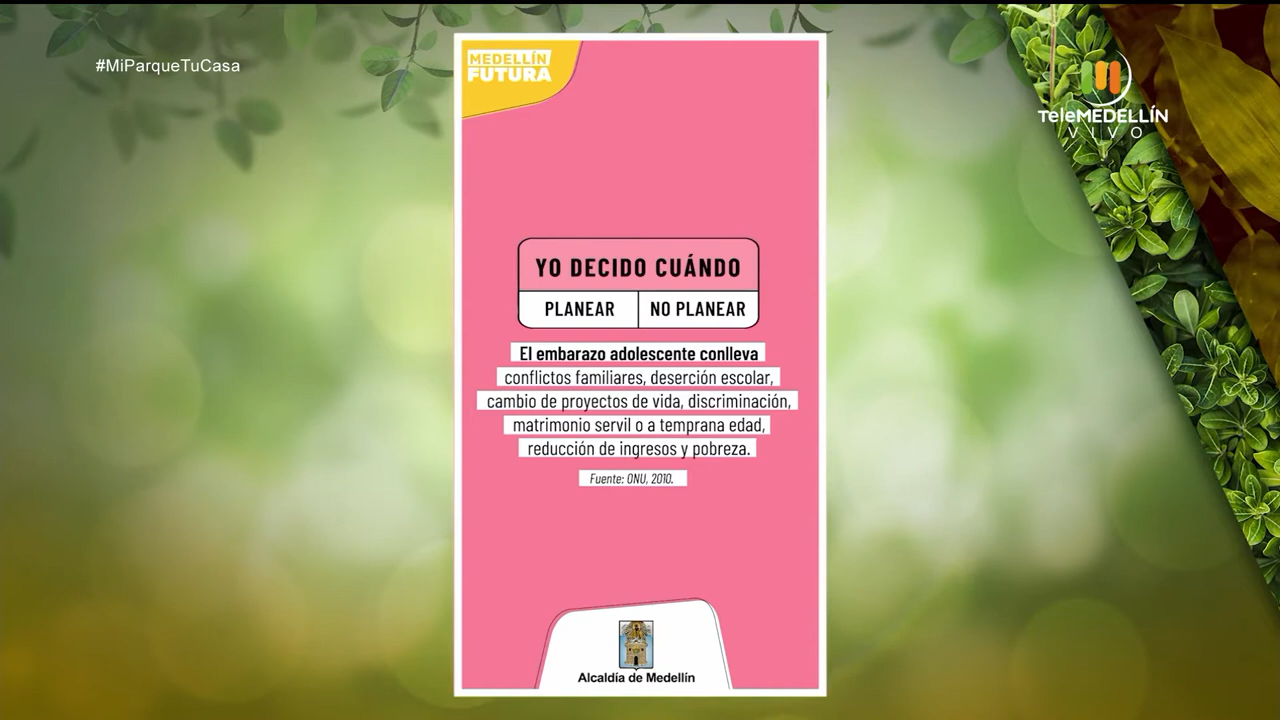 #MiParqueTuCasa
MEDELLÍN
FUTURA
TeleMEDELLÍN
VIVO
YO DECIDO CUÁNDO
PLANEAR
NO PLANEAR
El embarazo adolescente conlleva
conflictos familiares, deserción escolar,
cambio de proyectos de vida, discriminación,
matrimonio servil o a temprana edad,
reducción de ingresos y pobreza.
Fuente: ONU, 2010.
Alcaldía de Medellín